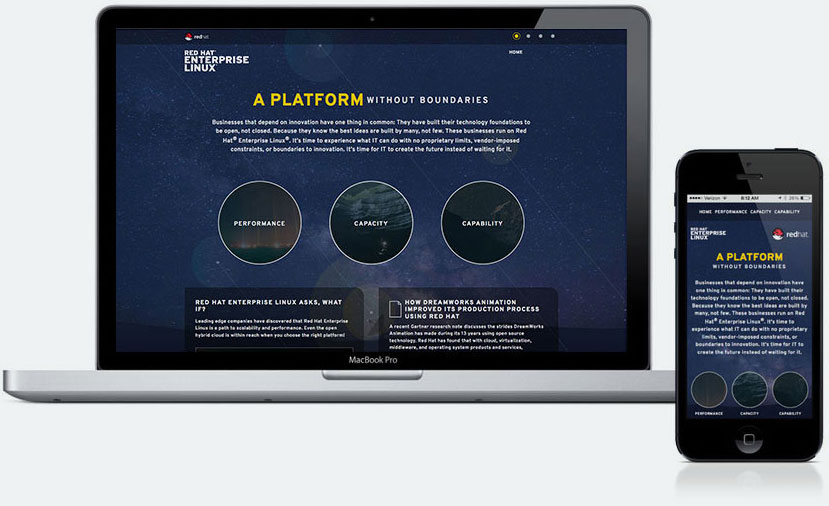 redhat.
RED HAT®
ENTERPRISE
LINUX®
HOME
A PLATFORM WITHOUT BOUNDARIES
Businesses that depend on innovation have one thing in common: They have built their technology foundations to
be open, not closed. Because they know the best ideas are built by many, not few. These businesses run on Red
Hat® Enterprise Linux®. It's time to experience what IT can do with no proprietary limits, vendor-imposed
constraints, or boundaries to innovation. It's time for IT to create the future instead of waiting for it.
PERFORMANCE
CAPACITY
CAPABILITY
RED HAT ENTERPRISE LINUX ASKS, WHAT
IF?
Leading edge companies have discovered that Red Hat Enterprise
Linux is a path to scalability and performance. Even the open
hybrid cloud is within reach when you choose the right platform!
HOW DREAMWORKS ANIMATION
IMPROVED ITS PRODUCTION PROCESS
USING RED HAT
A recent Gartner research note discusses the strides DreamWorks
Animation has made during its 13 years using open source
technology. Red Hat has found that with cloud, virtualization,
middleware, and operating system products and services,
MacBook Pro
Verizon 8:12 AM 26%
HOME PERFORMANCE CAPACITY CAPABILITY
RED HAT®
ENTERPRISE
LINUX®
redhat.
A PLATFORM
WITHOUT BOUNDARIES
Businesses that depend on innovation have
one thing in common: They have built their
technology foundations to be open, not closed.
Because they know the best ideas are built by
many, not few. These businesses run on Red
Hat® Enterprise Linux®. It's time to
experience what IT can do with no proprietary
limits, vendor-imposed constraints, or
boundaries to innovation. It's time for IT to
create the future instead of waiting for it.
PERFORMANCE
CAPACITY
CAPABILITY